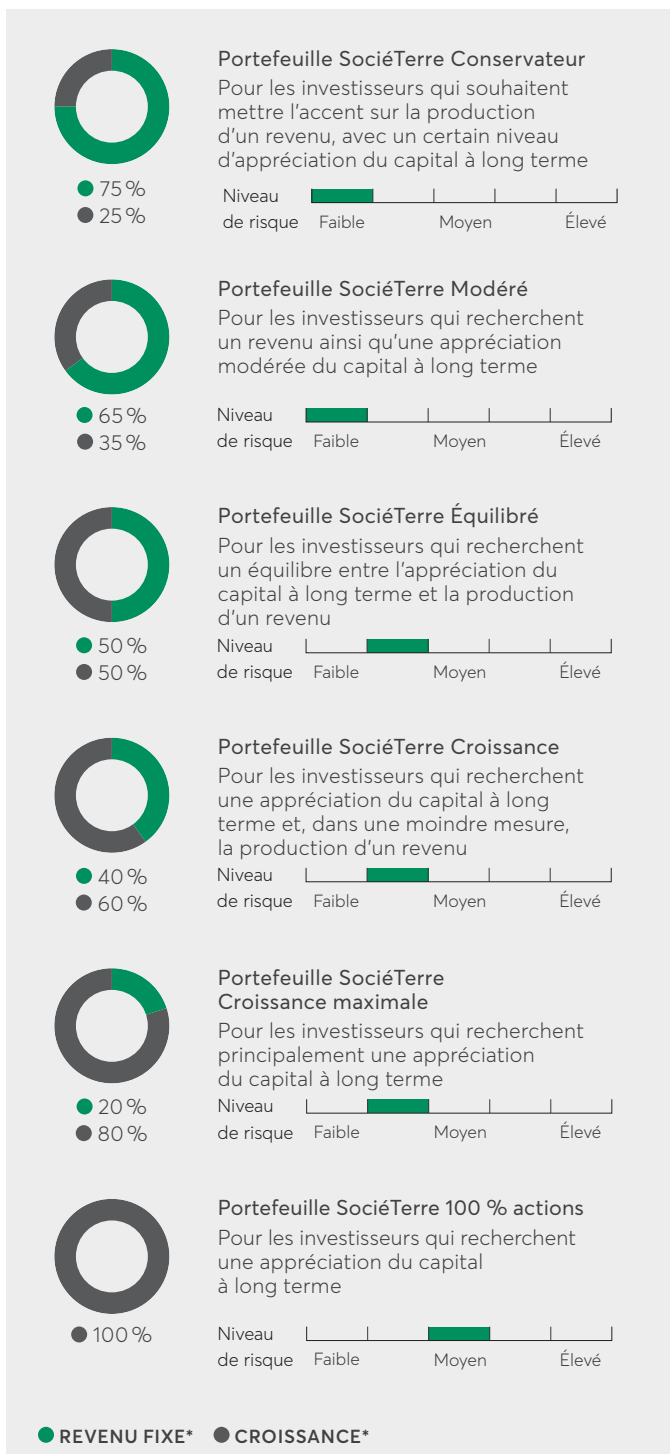 Portefeuille SociéTerre Conservateur
Pour les investisseurs qui souhaitent
mettre l'accent sur la production
d'un revenu, avec un certain niveau
d'appréciation du capital à long terme
75 %
25 %
Niveau
de risque Faible Moyen Élevé
Portefeuille SociéTerre Modéré
Pour les investisseurs qui recherchent
un revenu ainsi qu'une appréciation
modérée du capital à long terme
65 %
35 %
Niveau
de risque Faible Moyen Élevé
Portefeuille SociéTerre Équilibré
Pour les investisseurs qui recherchent
un équilibre entre l'appréciation du
capital à long terme et la production
d'un revenu
50 %
50 %
Niveau
de risque Faible Moyen Élevé
Portefeuille SociéTerre Croissance
Pour les investisseurs qui recherchent
une appréciation du capital à long
terme et, dans une moindre mesure,
la production d'un revenu
40 %
60 %
Niveau
de risque Faible Moyen Élevé
Portefeuille SociéTerre
Croissance maximale
Pour les investisseurs qui recherchent
principalement une appréciation
du capital à long terme
20 %
80 %
Niveau
de risque Faible Moyen Élevé
Portefeuille SociéTerre 100 % actions
Pour les investisseurs qui recherchent
une appréciation du capital
à long terme
100 %
Niveau
de risque Faible Moyen Élevé
REVENU FIXE* CROISSANCE*